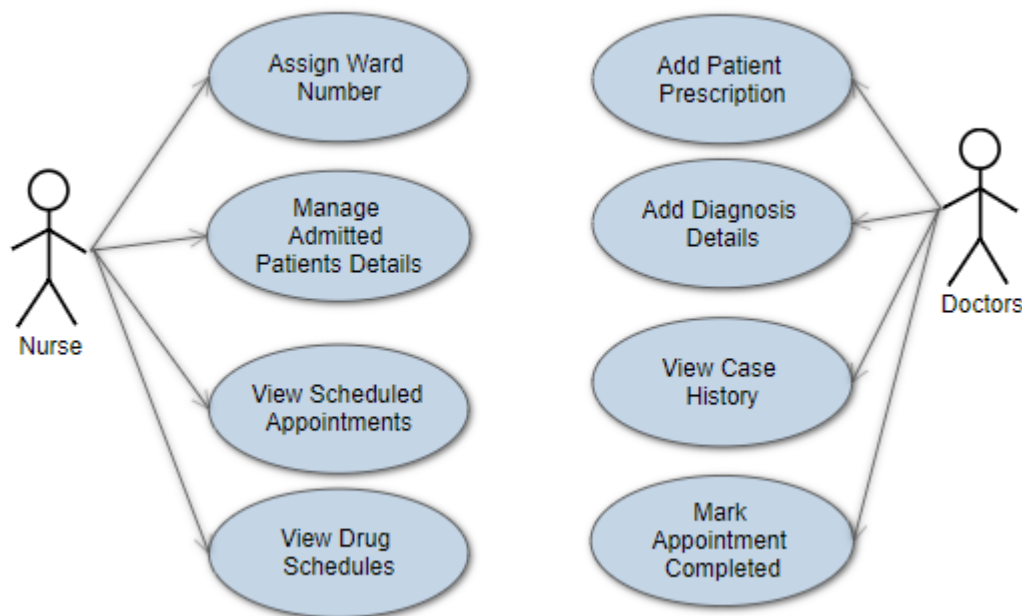 Assign Ward
Number
Manage
Admitted
Patients Details
View Scheduled
Appointments
View Drug
Schedules
Nurse
Add Patient
Prescription
Add Diagnosis
Details
View Case
History
Mark
Appointment
Completed
Doctors